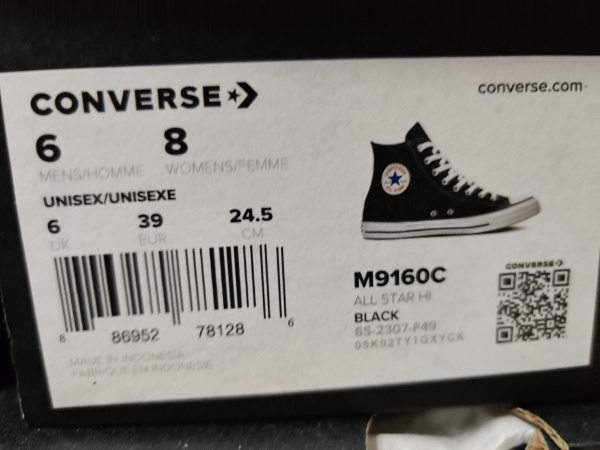 CONVERSE
converse.com
6 8
MENS/HOMME WOMENS/FEMME
UNISEX/UNISEXE
6 39 24.5
UK EUR CM
8 86952 78128 6
MADE IN INDONESIA
FABRIQUE EN INDONESIE
CONVERSE
M9160C
ALL STAR HI
BLACK
6S-2307-F49